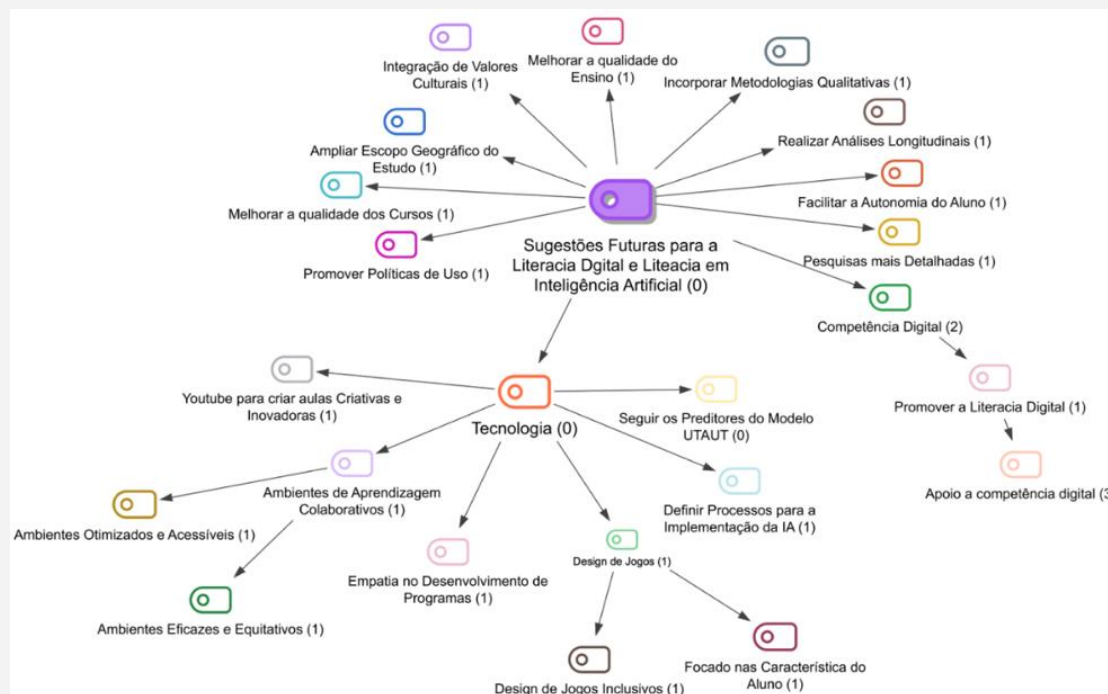 Integração de Valores
Culturais (1)
Melhorar a qualidade do
Ensino (1)
Incorporar Metodologias Qualitativas (1)
Ampliar Escopo Geográfico do
Estudo (1)
Realizar Análises Longitudinais (1)
Melhorar a qualidade dos Cursos (1)
Facilitar a Autonomia do Aluno (1)
Promover Políticas de Uso (1)
Pesquisas mais Detalhadas (1)
Sugestões Futuras para a
Literacia Dgital e Liteacia em
Inteligência Artificial (0)
Competência Digital (2)
Promover a Literacia Digital (1)
Apoio a competência digital (3
Tecnologia (0)
Youtube para criar aulas Criativas e
Inovadoras (1)
Seguir os Preditores do Modelo
UTAUT (0)
Ambientes de Aprendizagem
Colaborativos (1)
Definir Processos para a
Implementação da IA (1)
Ambientes Otimizados e Acessíveis (1)
Empatia no Desenvolvimento de
Programas (1)
Design de Jogos (1)
Ambientes Eficazes e Equitativos (1)
Design de Jogos Inclusivos (1)
Focado nas Característica do
Aluno (1)